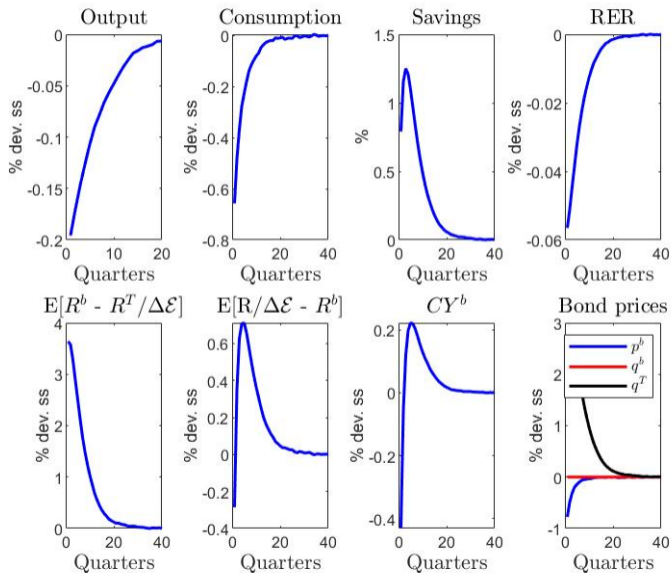 Output
Consumption
Savings
RER
% dev. ss
0
-0.05
-0.1
-0.15
-0.2
0
10
20
Quarters
% dev. ss
0
-0.2
-0.4
-0.6
-0.8
0
20
40
Quarters
%
1.5
1
0.5
0
0
20
40
Quarters
% dev. ss
0
-0.02
-0.04
-0.06
0
20
40
Quarters
E[R^b - R^T/Δℰ]
E[R/Δℰ - R^b]
CY^b
Bond prices
% dev. ss
4
3
2
1
0
0
20
40
Quarters
% dev. ss
0.6
0.4
0.2
0
-0.2
-0.4
0
20
40
Quarters
% dev. ss
0.2
0
-0.2
-0.4
0
20
40
Quarters
% dev. ss
3
2
1
0
-1
p^b
q^b
q^T
0
20
40
Quarters